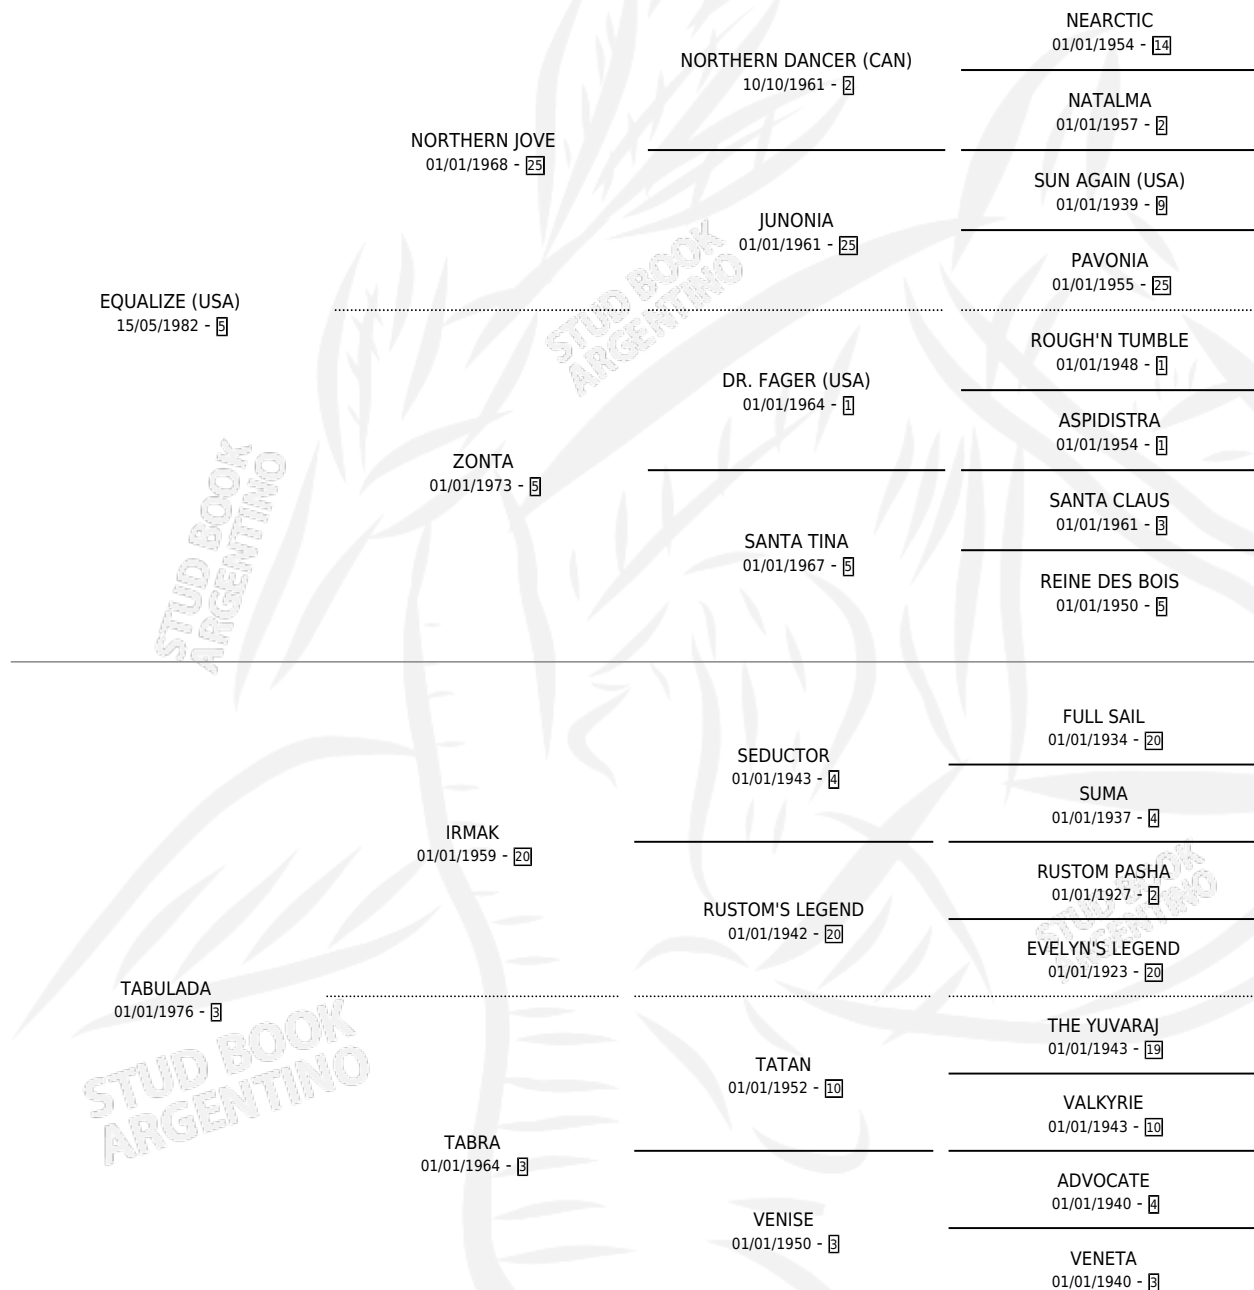 NEARCTIC
01/01/1954 - 14
NORTHERN DANCER (CAN)
10/10/1961 - 2
NATALMA
01/01/1957 - 2
NORTHERN JOVE
01/01/1968 - 25
SUN AGAIN (USA)
01/01/1939 - 9
JUNONIA
01/01/1961 - 25
PAVONIA
01/01/1955 - 25
EQUALIZE (USA)
15/05/1982 - 5
STUD BOOK
ARGENTINO
ROUGH'N TUMBLE
01/01/1948 - 1
DR. FAGER (USA)
01/01/1964 - 1
ASPIDISTRA
01/01/1954 - 1
ZONTA
01/01/1973 - 5
SANTA CLAUS
01/01/1961 - 3
SANTA TINA
01/01/1967 - 5
REINE DES BOIS
01/01/1950 - 5
STUD BOOK
ARGENTINO
FULL SAIL
01/01/1934 - 20
SEDUCTOR
01/01/1943 - 4
SUMA
01/01/1937 - 4
IRMAK
01/01/1959 - 20
RUSTOM PASHA
01/01/1927 - 2
STUD BOOK
ARGENTINO
RUSTOM'S LEGEND
01/01/1942 - 20
EVELYN'S LEGEND
01/01/1923 - 20
TABULADA
01/01/1976 - 3
THE YUVARAJ
01/01/1943 - 19
STUD BOOK
ARGENTINO
TATAN
01/01/1952 - 10
VALKYRIE
01/01/1943 - 10
TABRA
01/01/1964 - 3
ADVOCATE
01/01/1940 - 4
VENISE
01/01/1950 - 3
VENETA
01/01/1940 - 3